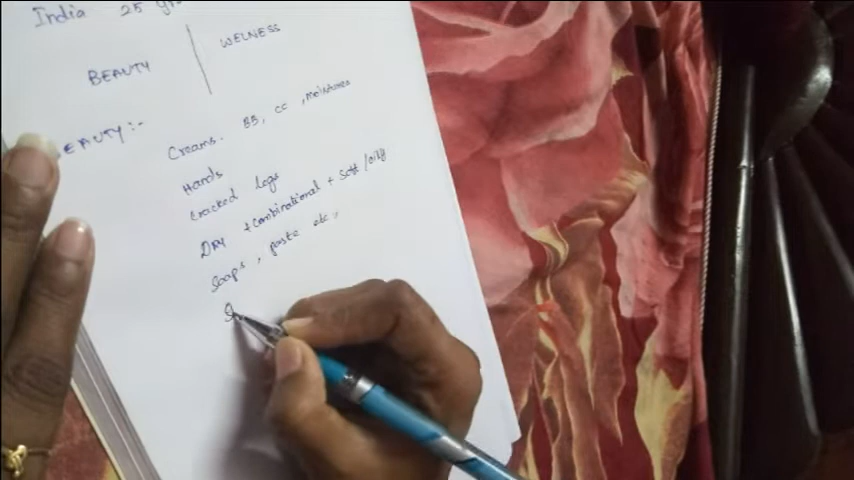 India 25 yrs
BEAUTY WELNESS
EAUTY:-
Creams. BB, CC, moistures
Hands
Cracked legs
DRY + Combinational + Soft / oily
Soaps, paste etc,